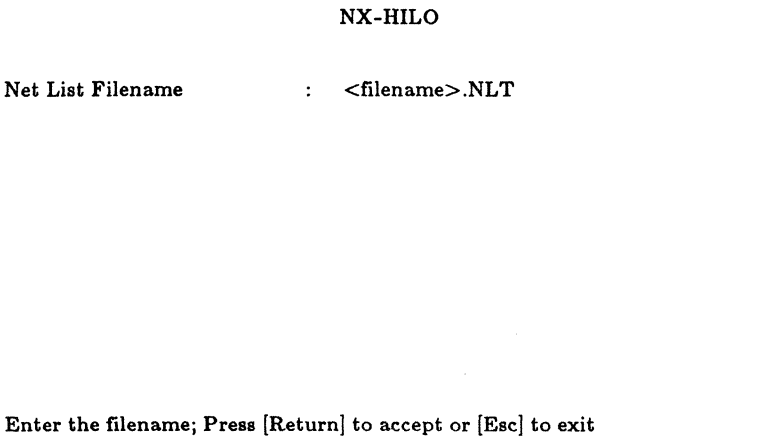 NX-HILO
Net List Filename : <filename>.NLT
Enter the filename; Press [Return] to accept or [Esc] to exit